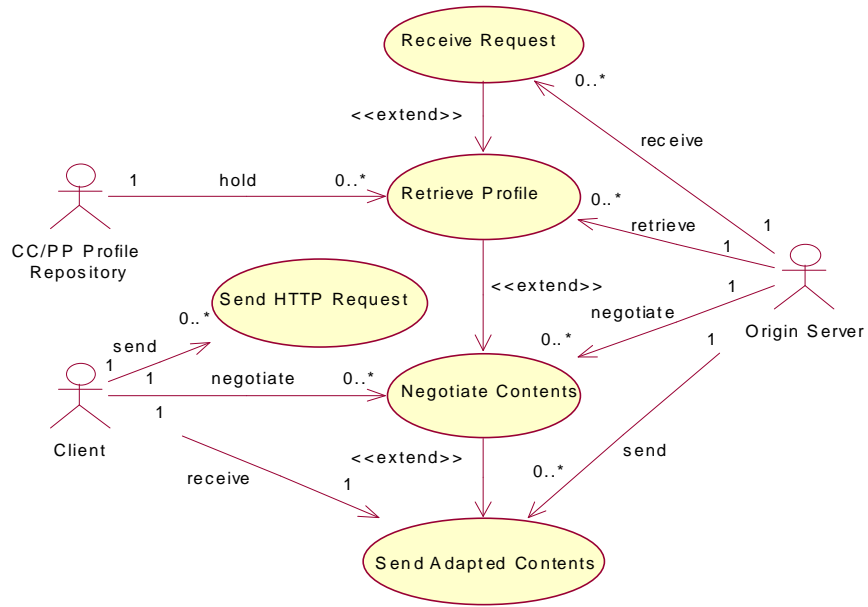 Receive Request
0..*
<<extend>>
receive
1
hold
0..*
Retrieve Profile
0..*
retrieve
1
1
CC/PP Profile
Repository
<<extend>>
1
Send HTTP Request
0..*
negotiate
Origin Server
send
0..*
1
1
1
negotiate
0..*
Negotiate Contents
1
Client
<<extend>>
receive
1
0..*
send
Send Adapted Contents